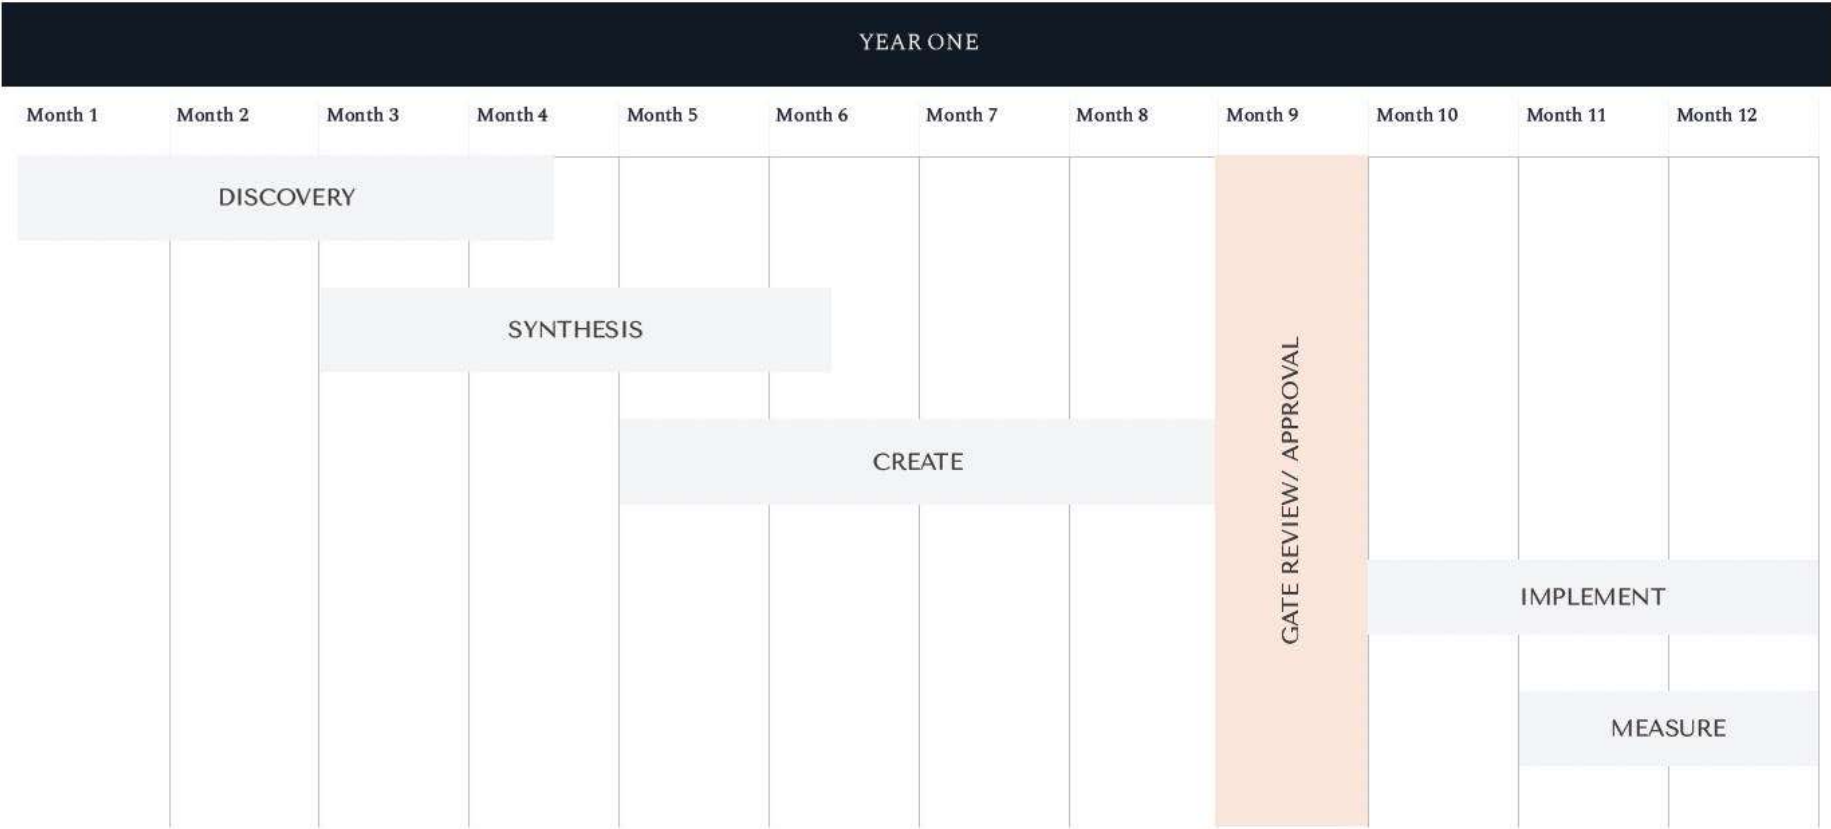 YEAR ONE
Month 1
Month 2
Month 3
Month 4
Month 5
Month 6
Month 7
Month 8
Month 9
Month 10
Month 11
Month 12
DISCOVERY
SYNTHESIS
CREATE
GATE REVIEW/ APPROVAL
IMPLEMENT
MEASURE